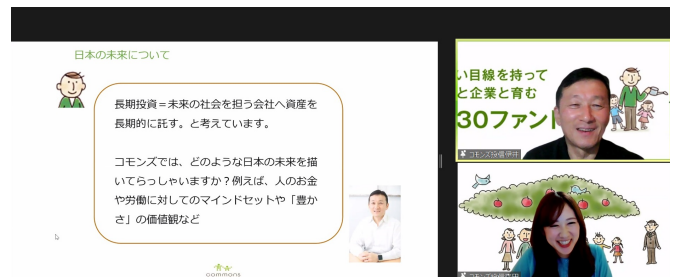 日本の未来について
長期投資＝未来の社会を担う会社へ資産を
長期的に託す。と考えています。
コモンズでは、どのような日本の未来を描
いてらっしゃいますか？例えば、人のお金
や労働に対してのマインドセットや「豊か
さ」の価値観など
commons
い目線を持って
と企業と育む
30ファン
コモンズ投信伊井